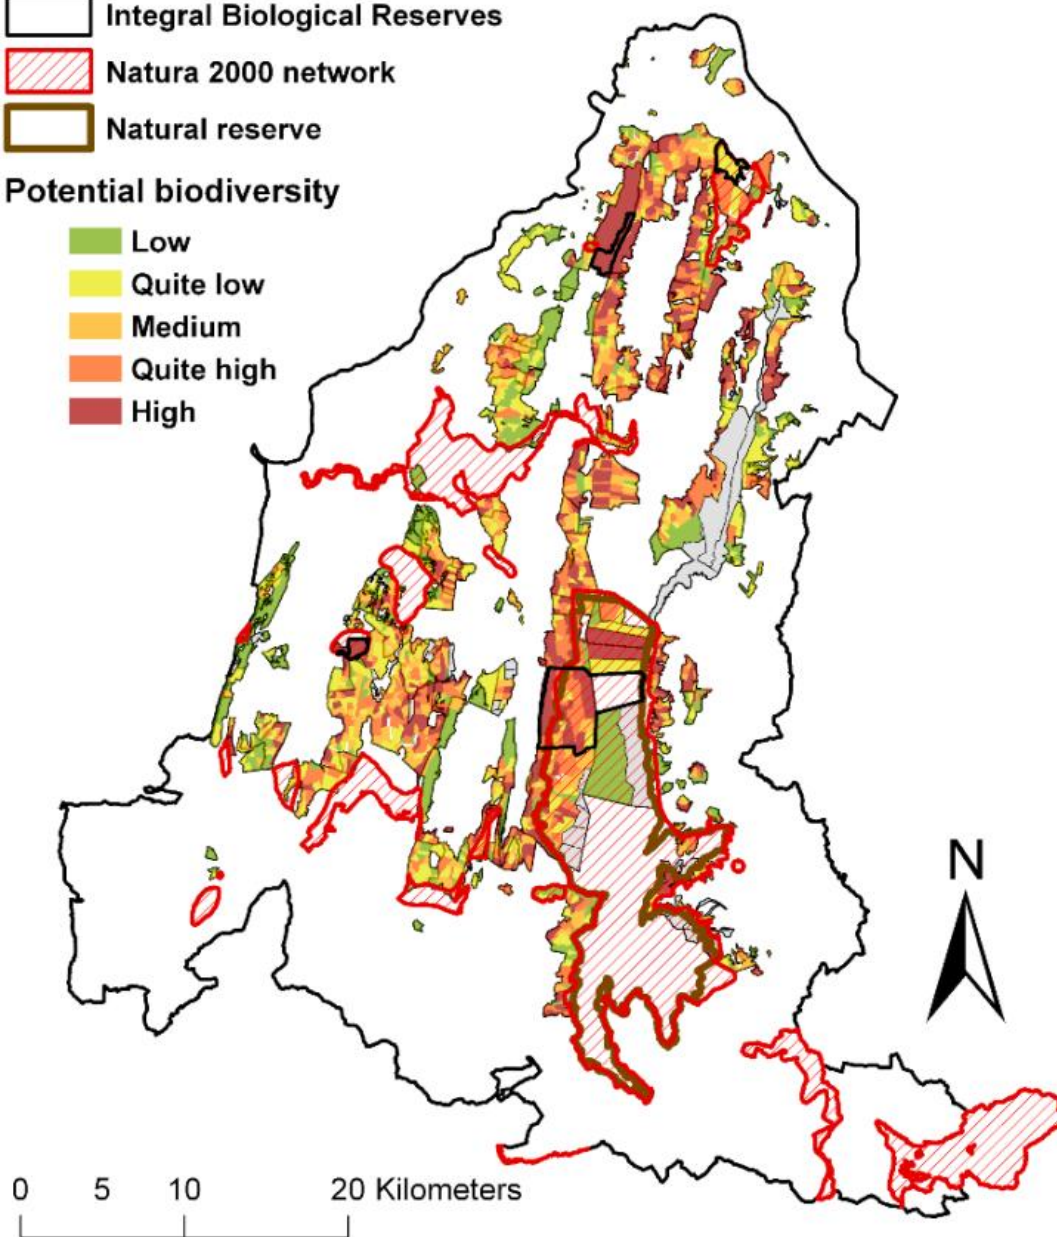 Integral Biological Reserves
Natura 2000 network
Natural reserve
Potential biodiversity
Low
Quite low
Medium
Quite high
High
N
0 5 10 20 Kilometers